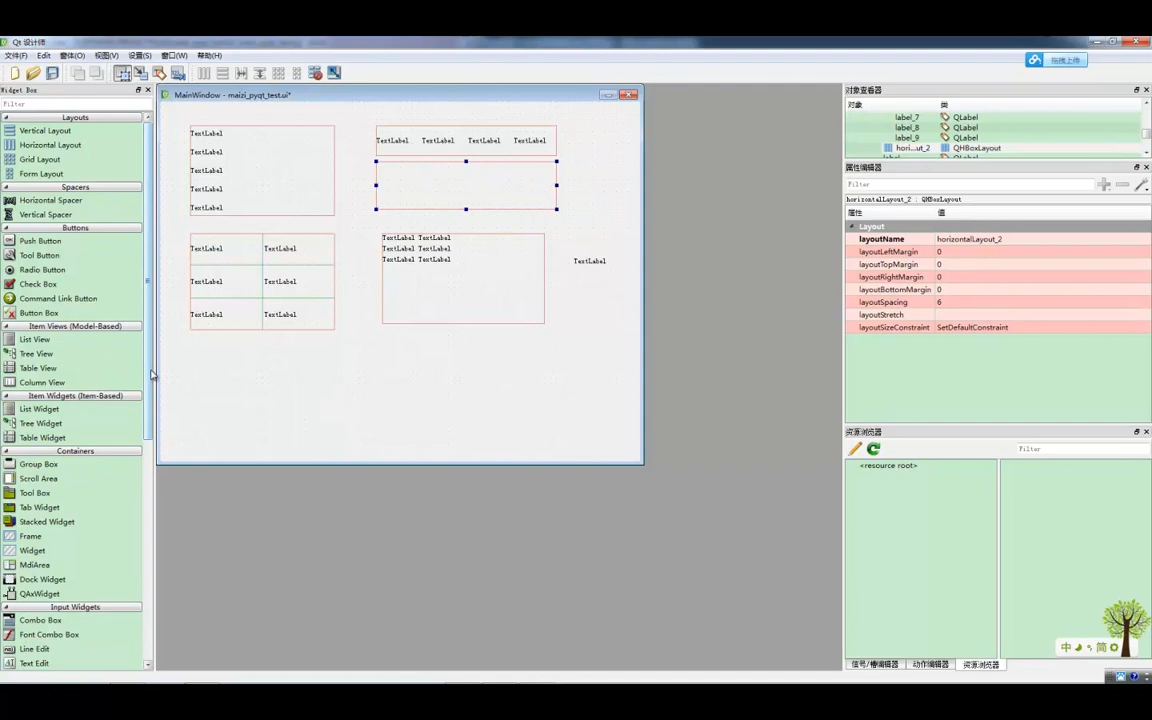 Qt 设计师
文件(F) Edit 窗体(O) 视图(V) 设置(S) 窗口(W) 帮助(H)
拖拽上传
Widget Box
Filter
Layouts
Vertical Layout
Horizontal Layout
Grid Layout
Form Layout
Spacers
Horizontal Spacer
Vertical Spacer
Buttons
Push Button
Tool Button
Radio Button
Check Box
Command Link Button
Button Box
Item Views (Model-Based)
List View
Tree View
Table View
Column View
Item Widgets (Item-Based)
List Widget
Tree Widget
Table Widget
Containers
Group Box
Scroll Area
Tool Box
Tab Widget
Stacked Widget
Frame
Widget
MdiArea
Dock Widget
QAxWidget
Input Widgets
Combo Box
Font Combo Box
Line Edit
Text Edit
MainWindow - maizi_pyqt_test.ui*
TextLabel
TextLabel
TextLabel
TextLabel
TextLabel
TextLabel TextLabel TextLabel TextLabel
TextLabel TextLabel
TextLabel TextLabel
TextLabel TextLabel
TextLabel TextLabel
TextLabel TextLabel
TextLabel TextLabel
TextLabel
对象查看器
对象 类
label_7 QLabel
label_8 QLabel
label_9 QLabel
hori...ut_2 QHBoxLayout
属性编辑器
Filter
horizontalLayout_2 : QHBoxLayout
属性 值
Layout
layoutName horizontalLayout_2
layoutLeftMargin 0
layoutTopMargin 0
layoutRightMargin 0
layoutBottomMargin 0
layoutSpacing 6
layoutStretch
layoutSizeConstraint SetDefaultConstraint
资源浏览器
Filter
<resource root>
中 简
信号/槽编辑器 动作编辑器 资源浏览器